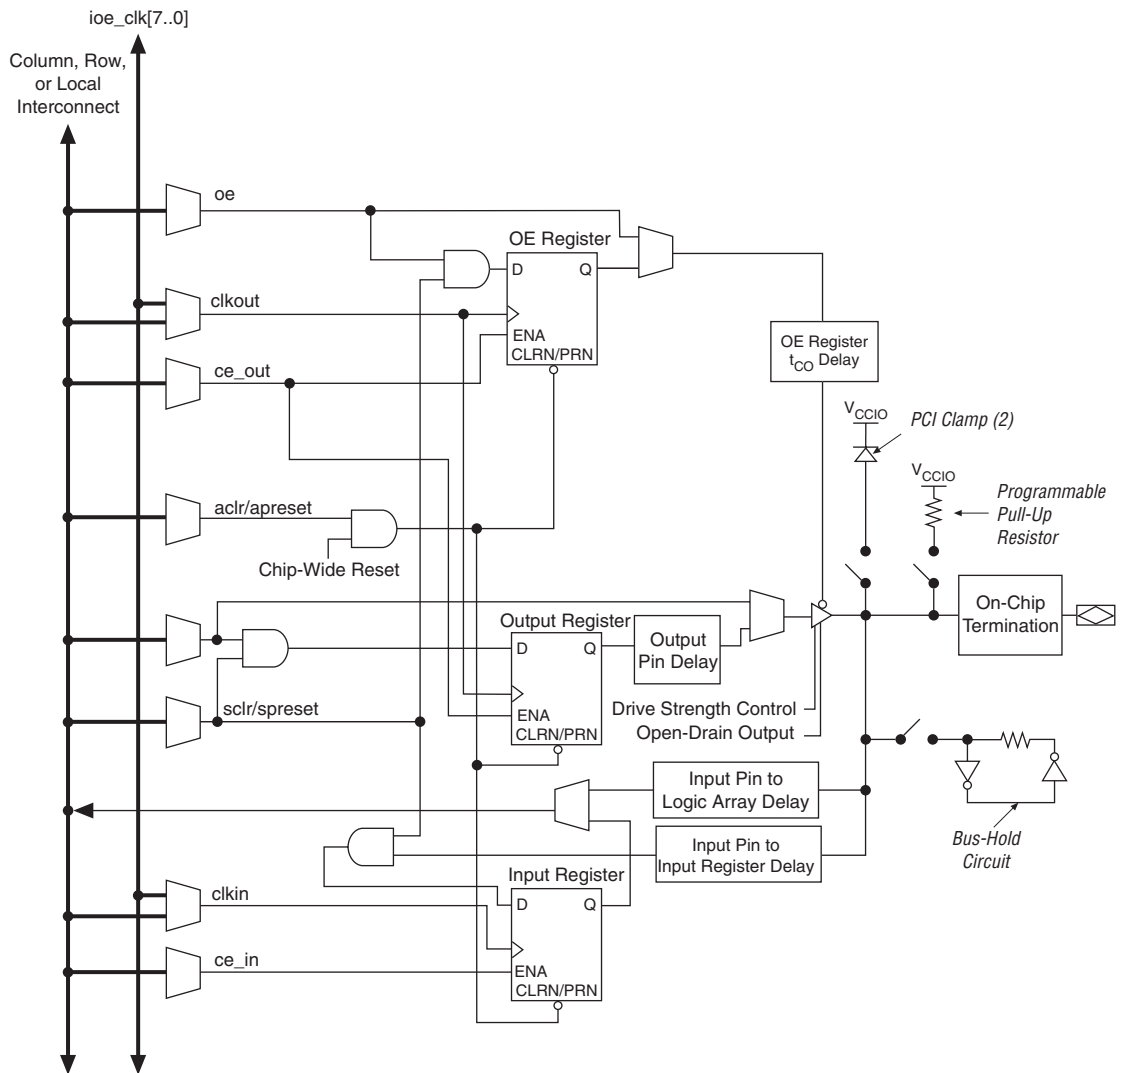 ioe_clk[7..0]
Column, Row,
or Local
Interconnect
oe
OE Register
D Q
clkout
ENA
CLRN/PRN
OE Register
tCO Delay
ce_out
VCCIO
PCI Clamp (2)
VCCIO
Programmable
Pull-Up
Resistor
aclr/apreset
Chip-Wide Reset
On-Chip
Termination
Output Register
D Q
Output
Pin Delay
sclr/spreset
ENA
CLRN/PRN
Drive Strength Control
Open-Drain Output
Input Pin to
Logic Array Delay
Input Pin to
Input Register Delay
Bus-Hold
Circuit
Input Register
clkin
D Q
ce_in
ENA
CLRN/PRN